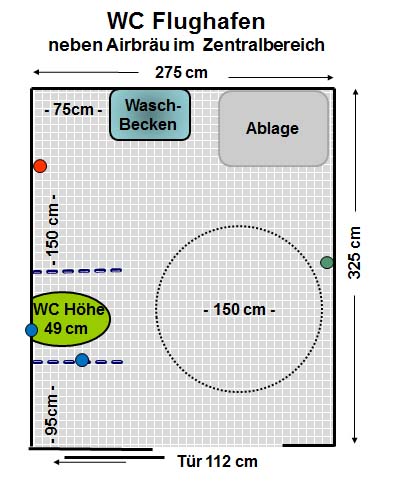 WC Flughafen
neben Airbräu im Zentralbereich
275 cm
- 75cm -
Wasch-
Becken
Ablage
- 150 cm -
325 cm
WC Höhe
49 cm
- 150 cm -
- 95cm -
Tür 112 cm